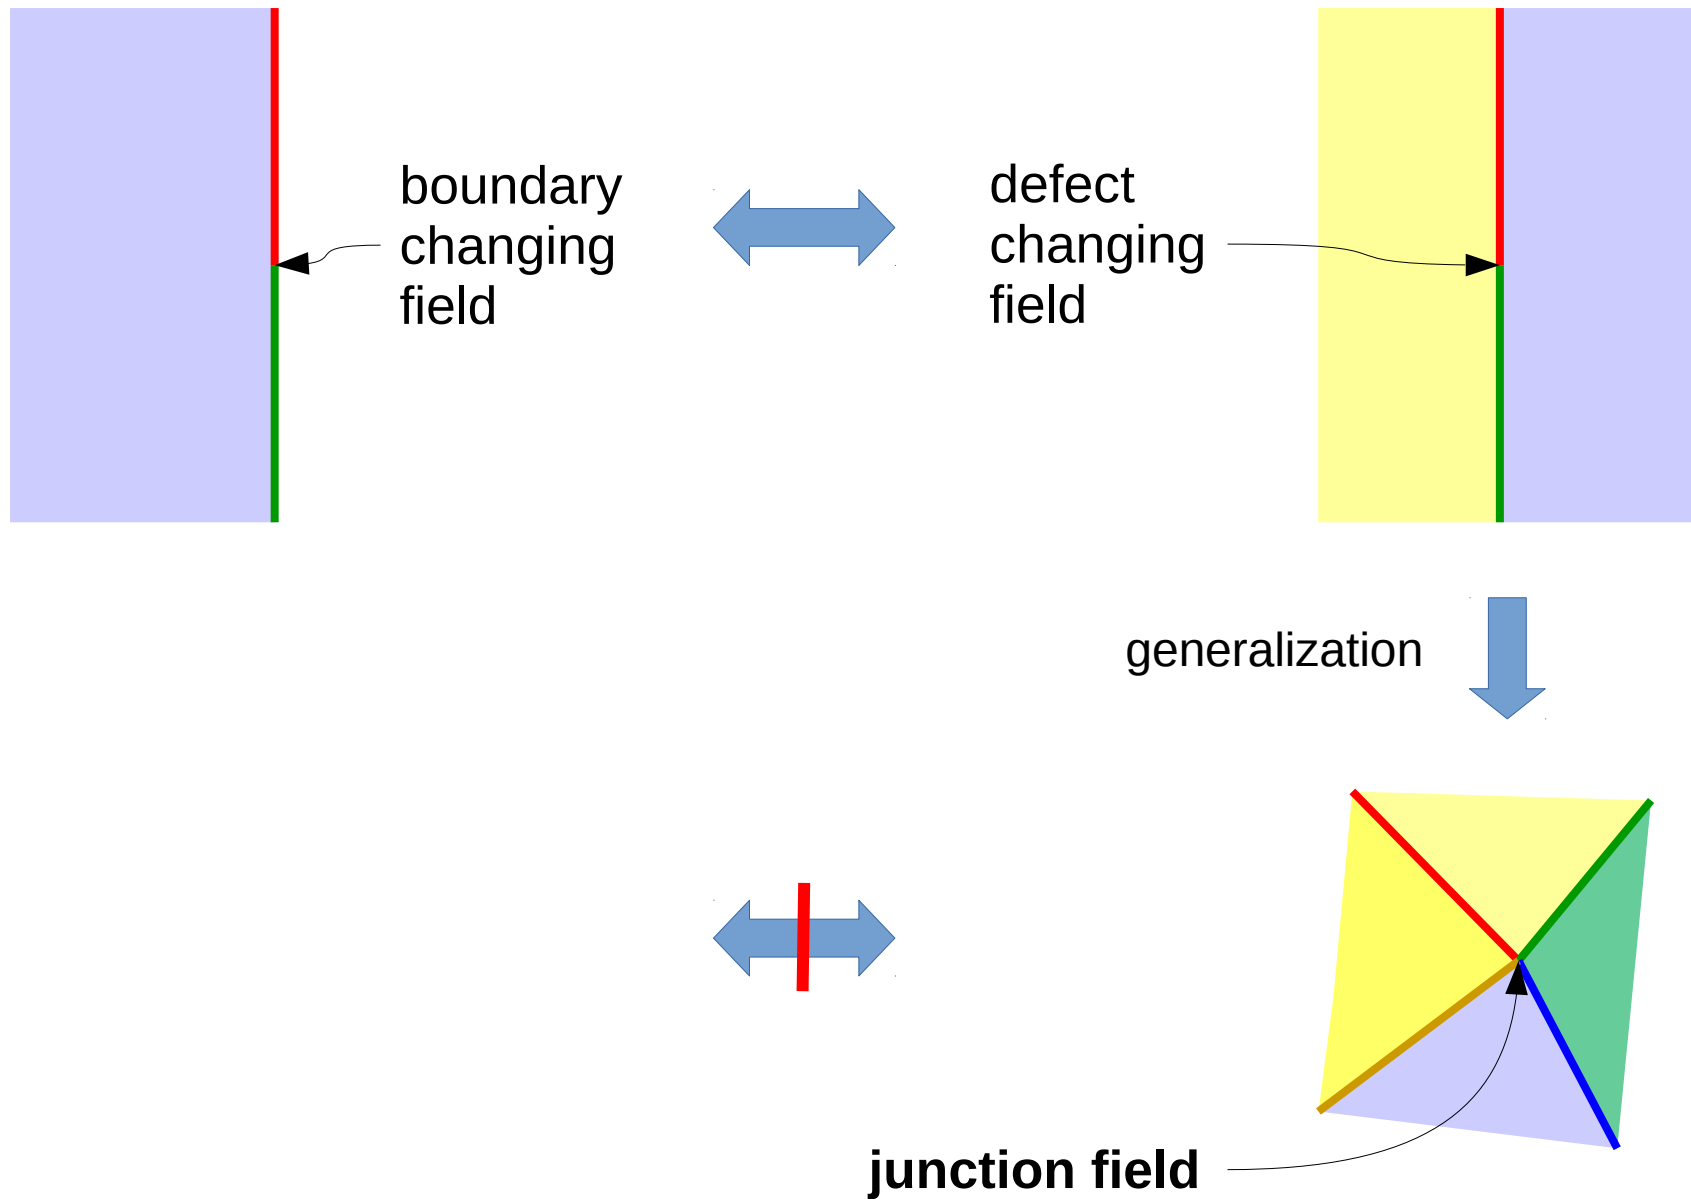 boundary
changing
field
defect
changing
field
generalization
junction field